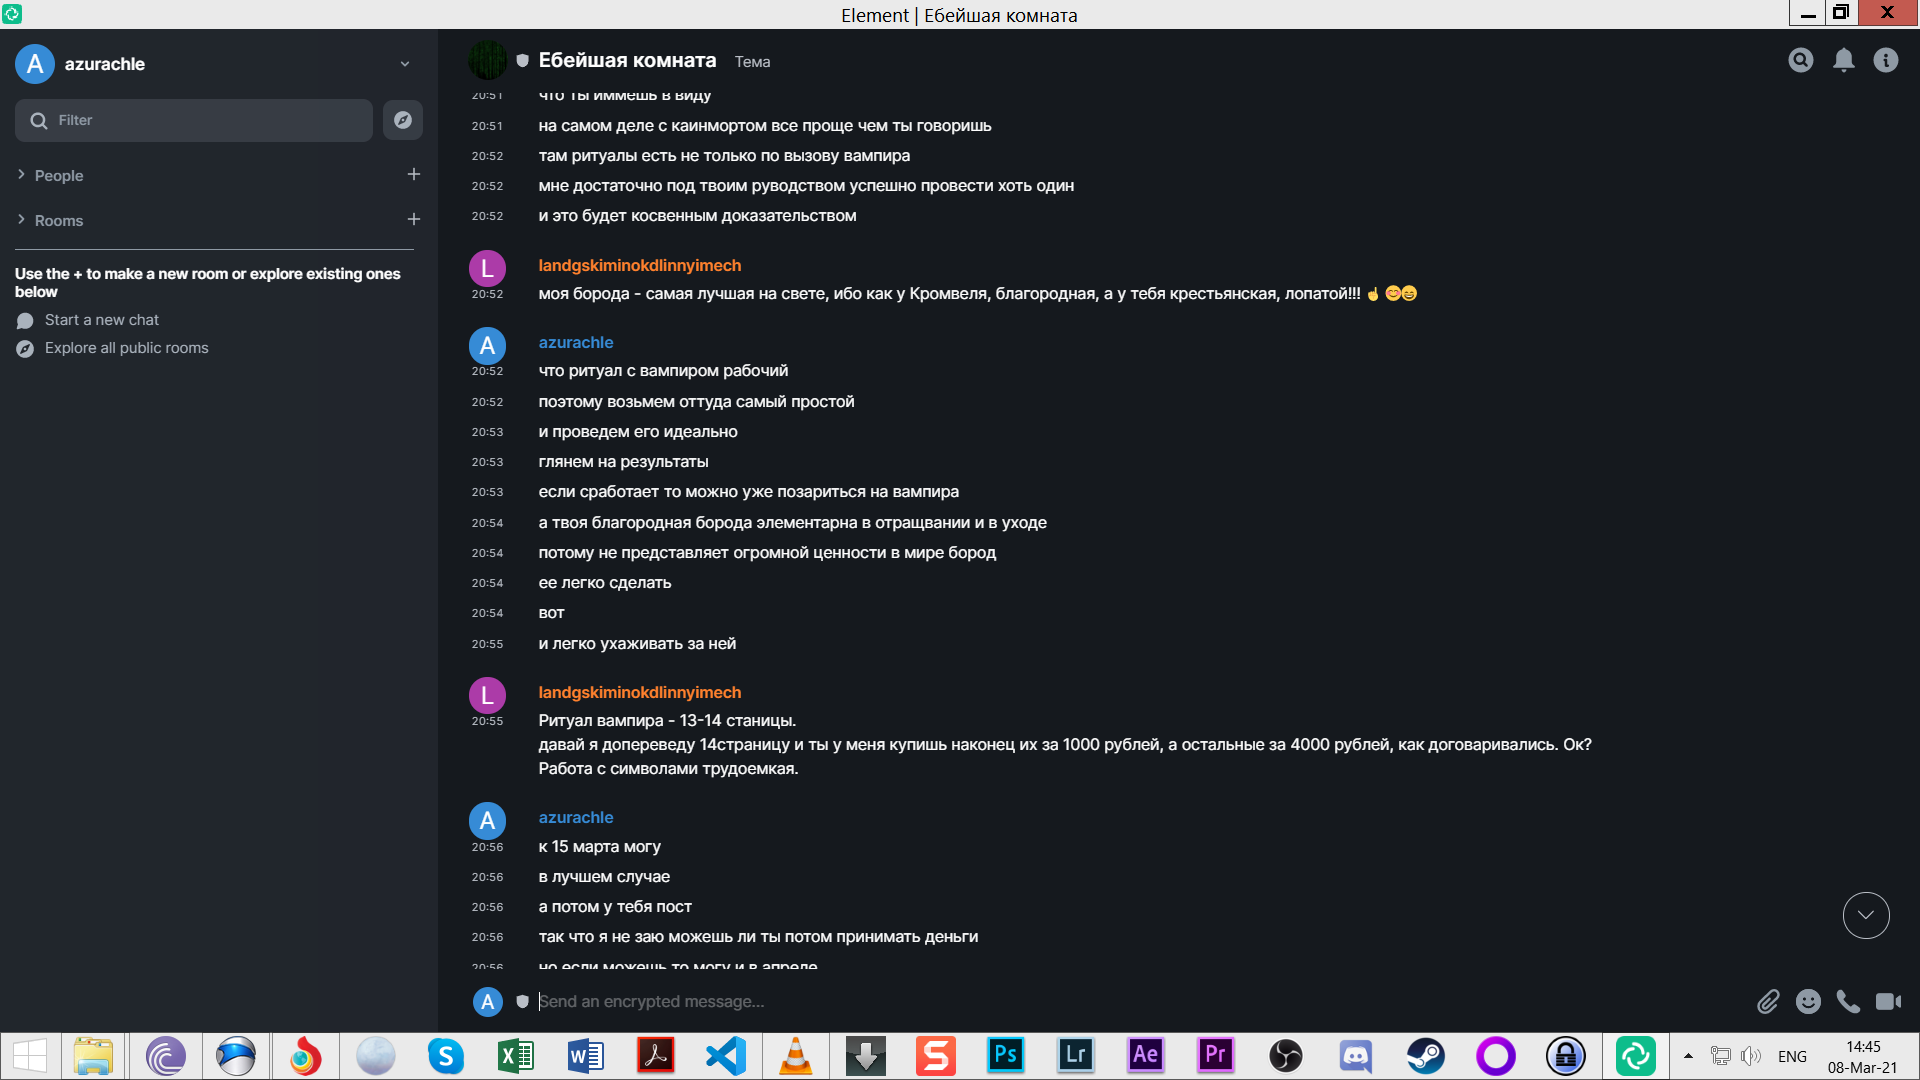 Element | Ебейшая комната
A
azurachle
Filter
People
Rooms
Use the + to make a new room or explore existing ones
below
Start a new chat
Explore all public rooms
Ебейшая комната Тема
20:51 что ты иммешь в виду
20:51 на самом деле с каинмортом все проще чем ты говоришь
20:52 там ритуалы есть не только по вызову вампира
20:52 мне достаточно под твоим руводством успешно провести хоть один
20:52 и это будет косвенным доказательством
L landgskiminokdlinnyimech
20:52 моя борода - самая лучшая на свете, ибо как у Кромвеля, благородная, а у тебя крестьянская, лопатой!!! ☝😊😄
A azurachle
20:52 что ритуал с вампиром рабочий
20:52 поэтому возьмем оттуда самый простой
20:53 и проведем его идеально
20:53 глянем на результаты
20:53 если сработает то можно уже позариться на вампира
20:54 а твоя благородная борода элементарна в отращвании и в уходе
20:54 потому не представляет огромной ценности в мире бород
20:54 ее легко сделать
20:54 вот
20:55 и легко ухаживать за ней
L landgskiminokdlinnyimech
20:55 Ритуал вампира - 13-14 станицы.
давай я допереведу 14страницу и ты у меня купишь наконец их за 1000 рублей, а остальные за 4000 рублей, как договаривались. Ок?
Работа с символами трудоемкая.
A azurachle
20:56 к 15 марта могу
20:56 в лучшем случае
20:56 а потом у тебя пост
20:56 так что я не заю можешь ли ты потом принимать деньги
20:56 но если можешь то могу и в апреле
A Send an encrypted message...
S X W Ps Lr Ae Pr ENG 14:45
08-Mar-21